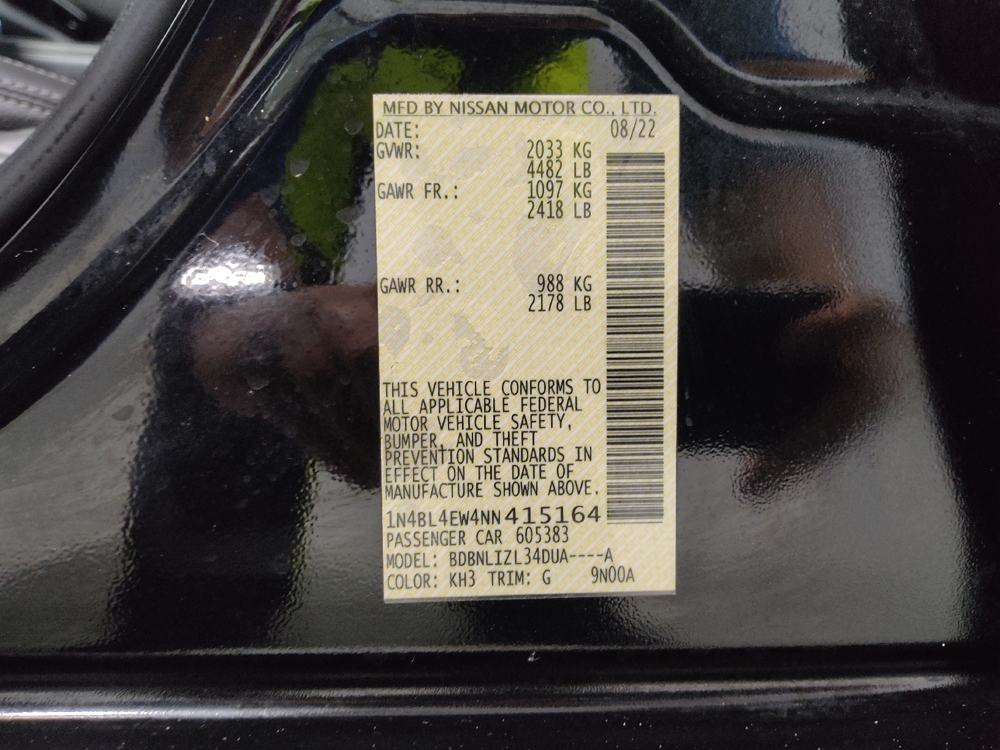 MFD BY NISSAN MOTOR CO., LTD.
DATE: 08/22
GVWR: 2033 KG
4482 LB
GAWR FR.: 1097 KG
2418 LB
GAWR RR.: 988 KG
2178 LB
THIS VEHICLE CONFORMS TO
ALL APPLICABLE FEDERAL
MOTOR VEHICLE SAFETY,
BUMPER, AND THEFT
PREVENTION STANDARDS IN
EFFECT ON THE DATE OF
MANUFACTURE SHOWN ABOVE.
1N4BL4EW4NN415164
PASSENGER CAR 605383
MODEL: BDBNLIZL34DUA----A
COLOR: KH3 TRIM: G 9N00A